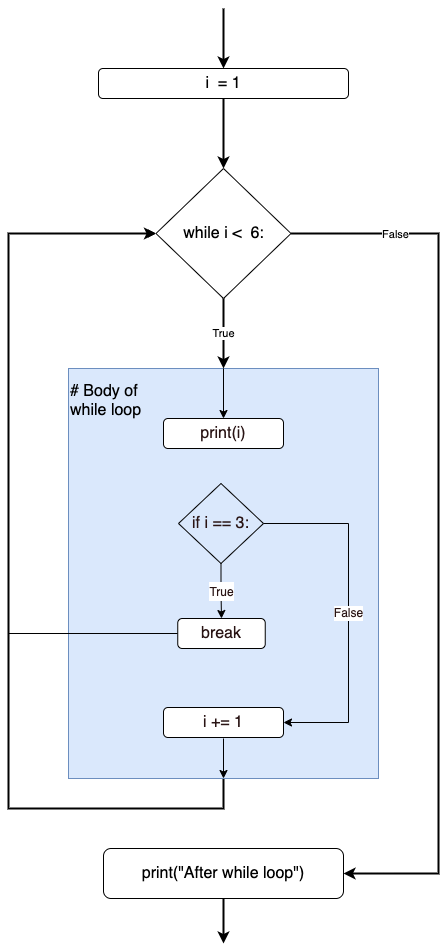 i = 1
while i < 6:
False
True
# Body of
while loop
print(i)
if i == 3:
True
False
break
i += 1
print("After while loop")